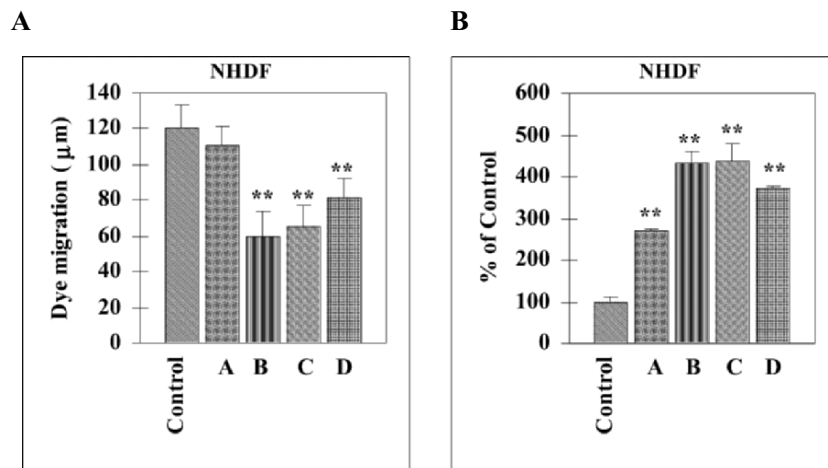 A
NHDF
Dye migration ( μm)
140
120
100
80
60
40
20
0
**
**
**
Control
A
B
C
D
B
NHDF
% of Control
600
500
400
300
200
100
0
**
**
**
**
Control
A
B
C
D